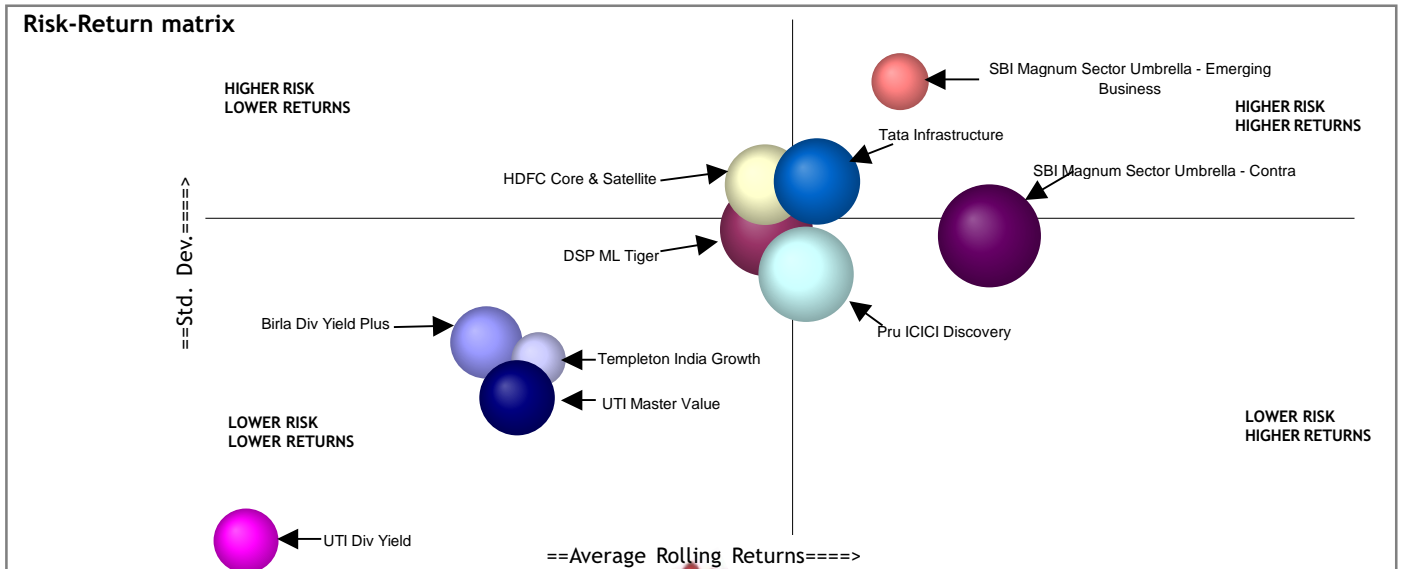 Risk-Return matrix
SBI Magnum Sector Umbrella - Emerging
Business
HIGHER RISK
LOWER RETURNS
HIGHER RISK
HIGHER RETURNS
Tata Infrastructure
SBI Magnum Sector Umbrella - Contra
HDFC Core & Satellite
==Std. Dev.====>
DSP ML Tiger
Birla Div Yield Plus
Pru ICICI Discovery
Templeton India Growth
UTI Master Value
LOWER RISK
LOWER RETURNS
LOWER RISK
HIGHER RETURNS
UTI Div Yield
==Average Rolling Returns====>